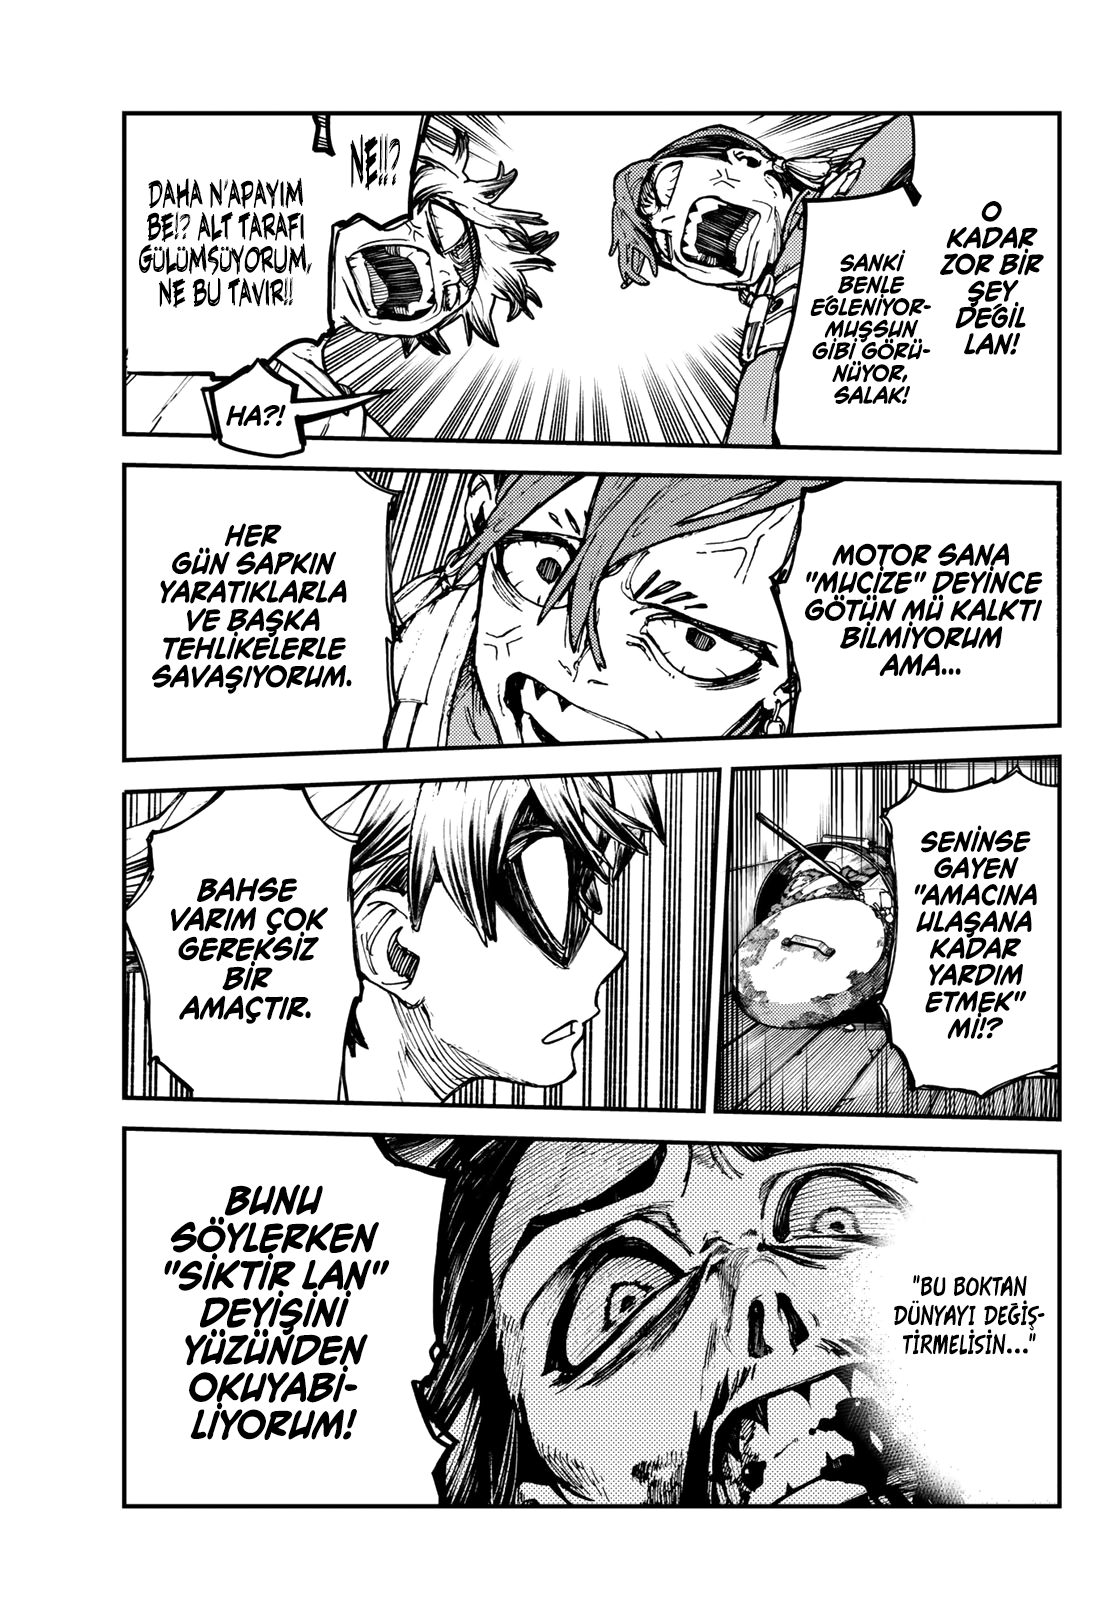 O
KADAR
ZOR BİR
ŞEY
DEĞİL
LAN!
SANKİ
BENLE
EĞLENİYOR-
MUŞSUN
GİBİ GÖRÜ-
NÜYOR,
SALAK!
NE!!?
DAHA N'APAYIM
BE!? ALT TARAFI
GÜLÜMSÜYORUM,
NE BU TAVIR!!
HA?!
MOTOR SANA
"MUCİZE" DEYİNCE
GÖTÜN MÜ KALKTI
BİLMİYORUM
AMA...
HER
GÜN SAPKIN
YARATIKLARLA
VE BAŞKA
TEHLİKELERLE
SAVAŞIYORUM.
SENİNSE
GAYEN
"AMACINA
ULAŞANA
KADAR
YARDIM
ETMEK"
Mİ!?
BAHSE
VARIM ÇOK
GEREKSİZ
BİR
AMAÇTIR.
"BU BOKTAN
DÜNYAYI DEĞİŞ-
TİRMELİSİN..."
BUNU
SÖYLERKEN
"SİKTİR LAN"
DEYİŞİNİ
YÜZÜNDEN
OKUYABİ-
LİYORUM!